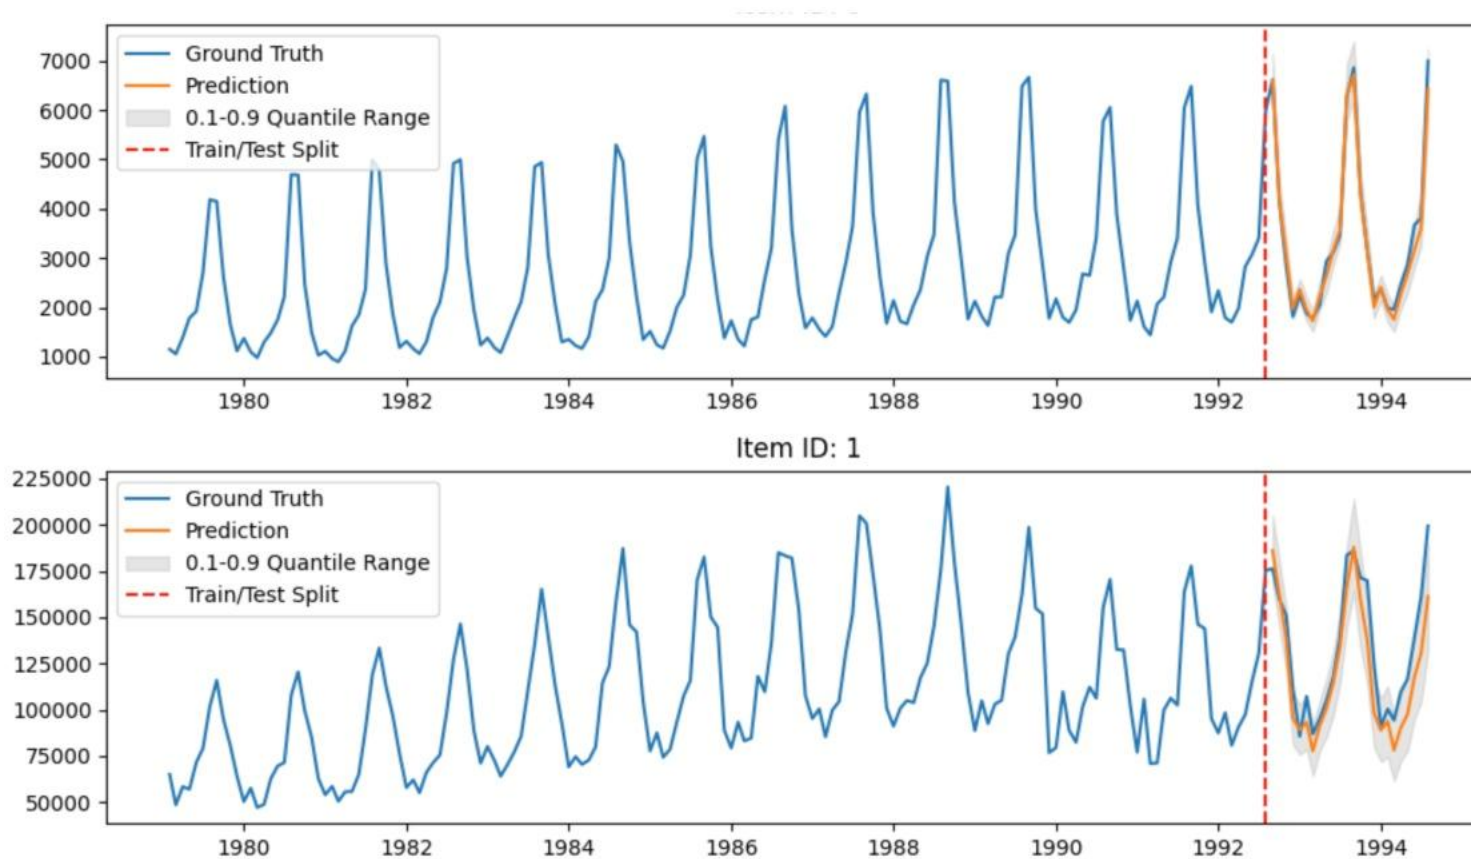 7000
6000
5000
4000
3000
2000
1000
Ground Truth
Prediction
0.1-0.9 Quantile Range
Train/Test Split
1980 1982 1984 1986 1988 1990 1992 1994
Item ID: 1
225000
200000
175000
150000
125000
100000
75000
50000
Ground Truth
Prediction
0.1-0.9 Quantile Range
Train/Test Split
1980 1982 1984 1986 1988 1990 1992 1994